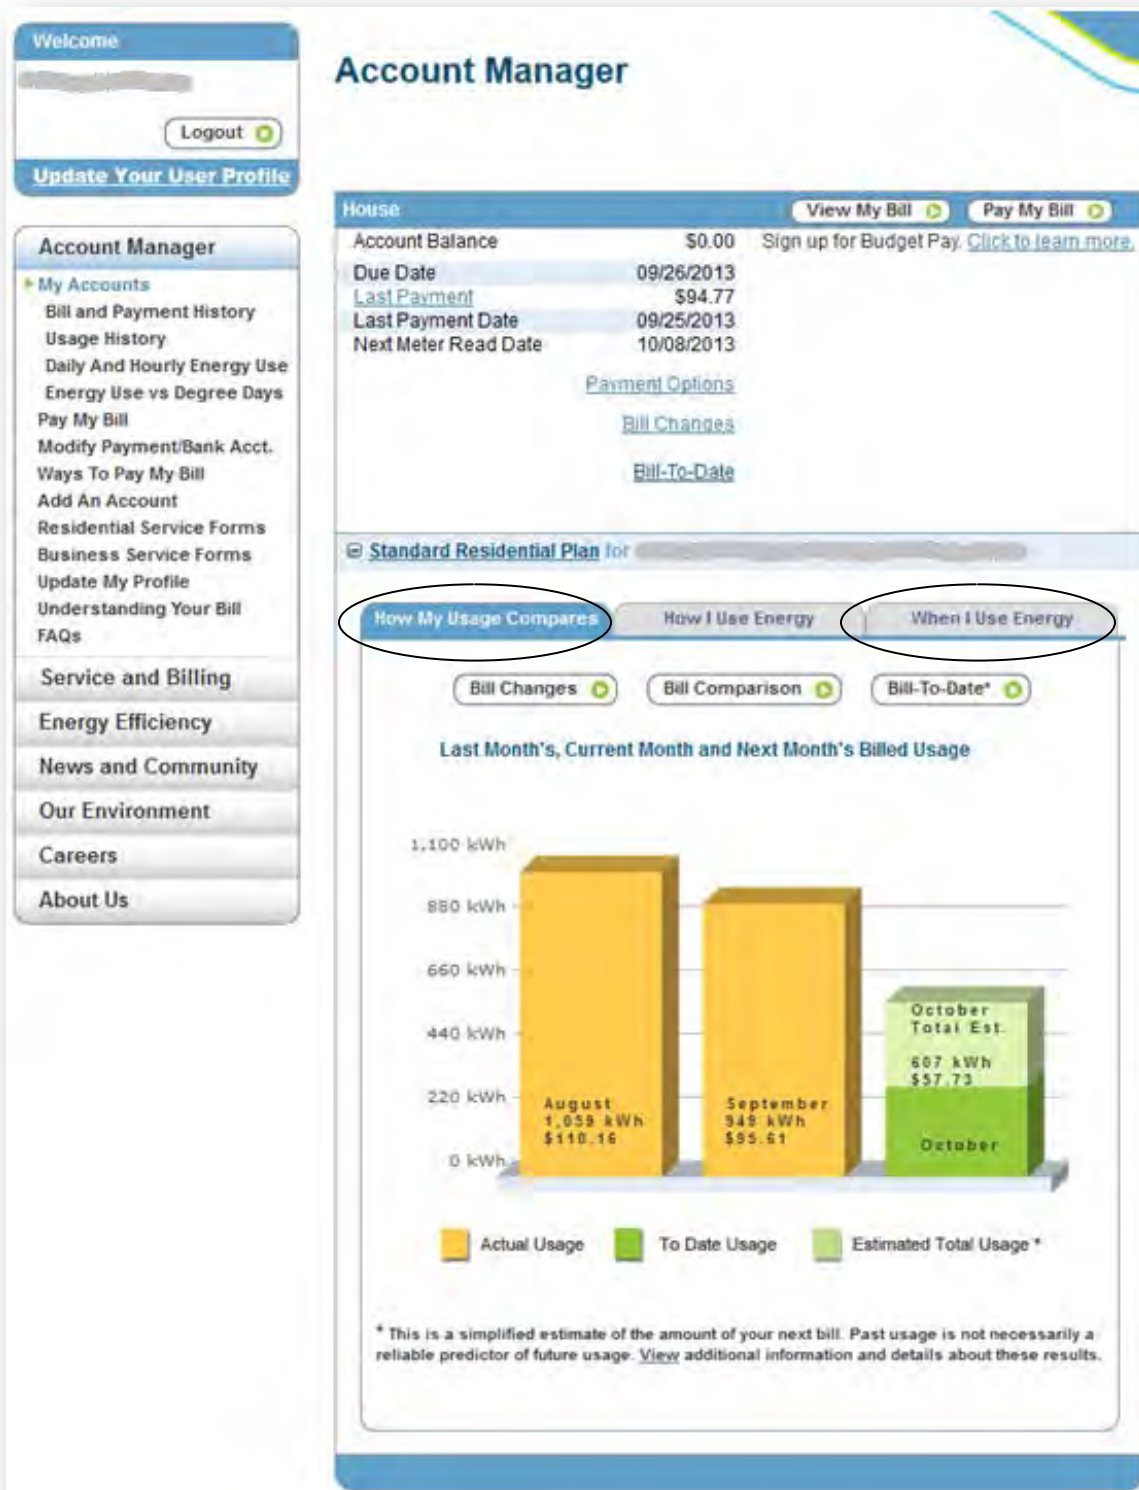 Welcome
Logout
Update Your User Profile
Account Manager
My Accounts
Bill and Payment History
Usage History
Daily And Hourly Energy Use
Energy Use vs Degree Days
Pay My Bill
Modify Payment/Bank Acct.
Ways To Pay My Bill
Add An Account
Residential Service Forms
Business Service Forms
Update My Profile
Understanding Your Bill
FAQs
Service and Billing
Energy Efficiency
News and Community
Our Environment
Careers
About Us
Account Manager
House View My Bill Pay My Bill
Account Balance $0.00 Sign up for Budget Pay. Click to learn more.
Due Date 09/26/2013
Last Payment $94.77
Last Payment Date 09/25/2013
Next Meter Read Date 10/08/2013
Payment Options
Bill Changes
Bill-To-Date
Standard Residential Plan for
How My Usage Compares How I Use Energy When I Use Energy
Bill Changes Bill Comparison Bill-To-Date*
Last Month's, Current Month and Next Month's Billed Usage
1,100 kWh
880 kWh
660 kWh
440 kWh
220 kWh
0 kWh
August
1,059 kWh
$110.16
September
949 kWh
$95.61
October
Total Est.
607 kWh
$57.73
October
Actual Usage To Date Usage Estimated Total Usage *
* This is a simplified estimate of the amount of your next bill. Past usage is not necessarily a
reliable predictor of future usage. View additional information and details about these results.